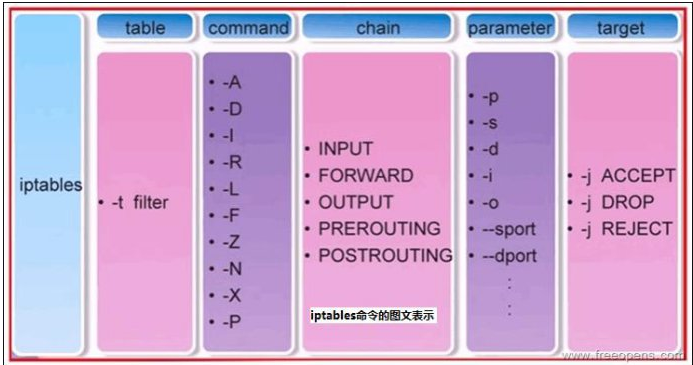 table
command
chain
parameter
target
iptables
• -t filter
• -A
• -D
• -I
• -R
• -L
• -F
• -Z
• -N
• -X
• -P
• INPUT
• FORWARD
• OUTPUT
• PREROUTING
• POSTROUTING
iptables命令的图文表示
• -p
• -s
• -d
• -i
• -o
• --sport
• --dport
:
:
• -j ACCEPT
• -j DROP
• -j REJECT
www.freeopens.com